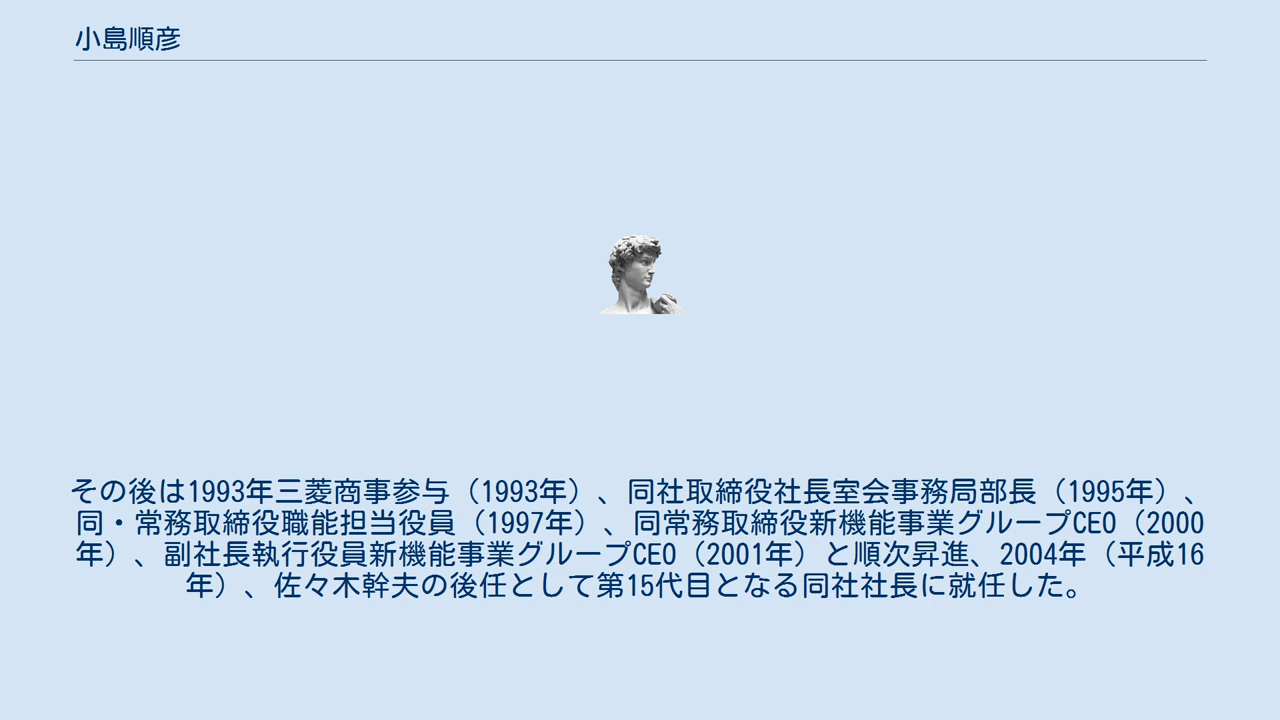 小島順彦
その後は1993年三菱商事参与（1993年）、同社取締役社長室会事務局部長（1995年）、
同・常務取締役職能担当役員（1997年）、同常務取締役新機能事業グループCEO（2000
年）、副社長執行役員新機能事業グループCEO（2001年）と順次昇進、2004年（平成16
年）、佐々木幹夫の後任として第15代目となる同社社長に就任した。